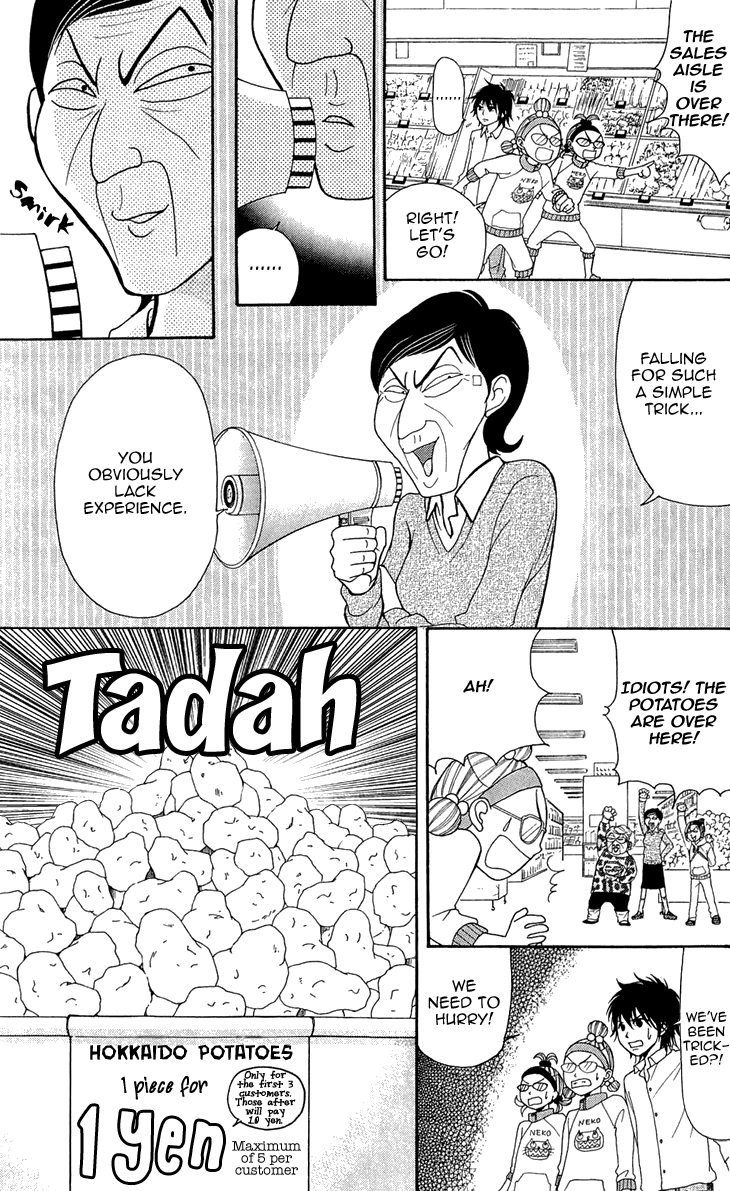 THE
SALES
AISLE
IS
OVER
THERE!
......
NEKO
RIGHT!
LET'S
GO!
......
Smirk
FALLING
FOR SUCH
A SIMPLE
TRICK...
YOU
OBVIOUSLY
LACK
EXPERIENCE.
IDIOTS! THE
POTATOES
ARE OVER
HERE!
AH!
Tadah
HOKKAIDO POTATOES
1 piece for
1 yen
Only for
the first 3
customers.
Those after
will pay
10 yen.
Maximum
of 5 per
customer
WE'VE
BEEN
TRICK-
ED?!
WE
NEED TO
HURRY!
NEKO
NEKO